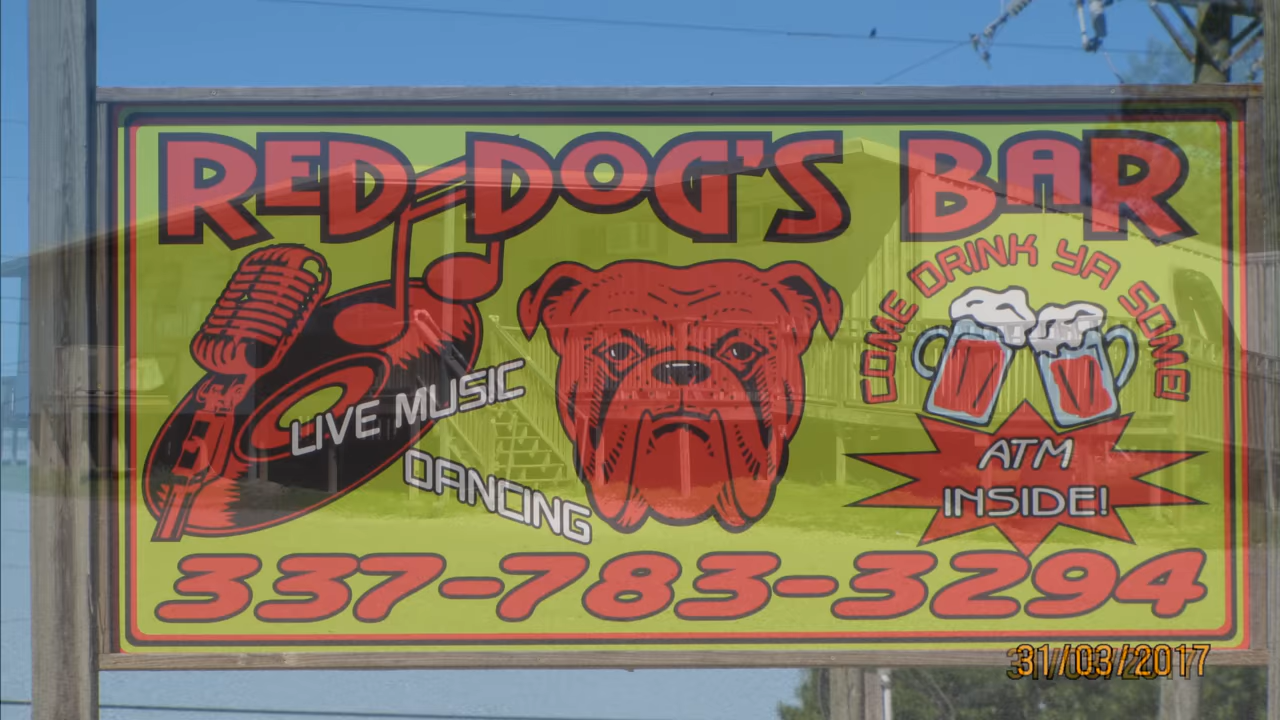 RED DOG'S BAR
COME DRINK YA SOME!
LIVE MUSIC
DANCING
ATM
INSIDE!
337-783-3294
31/03/2017